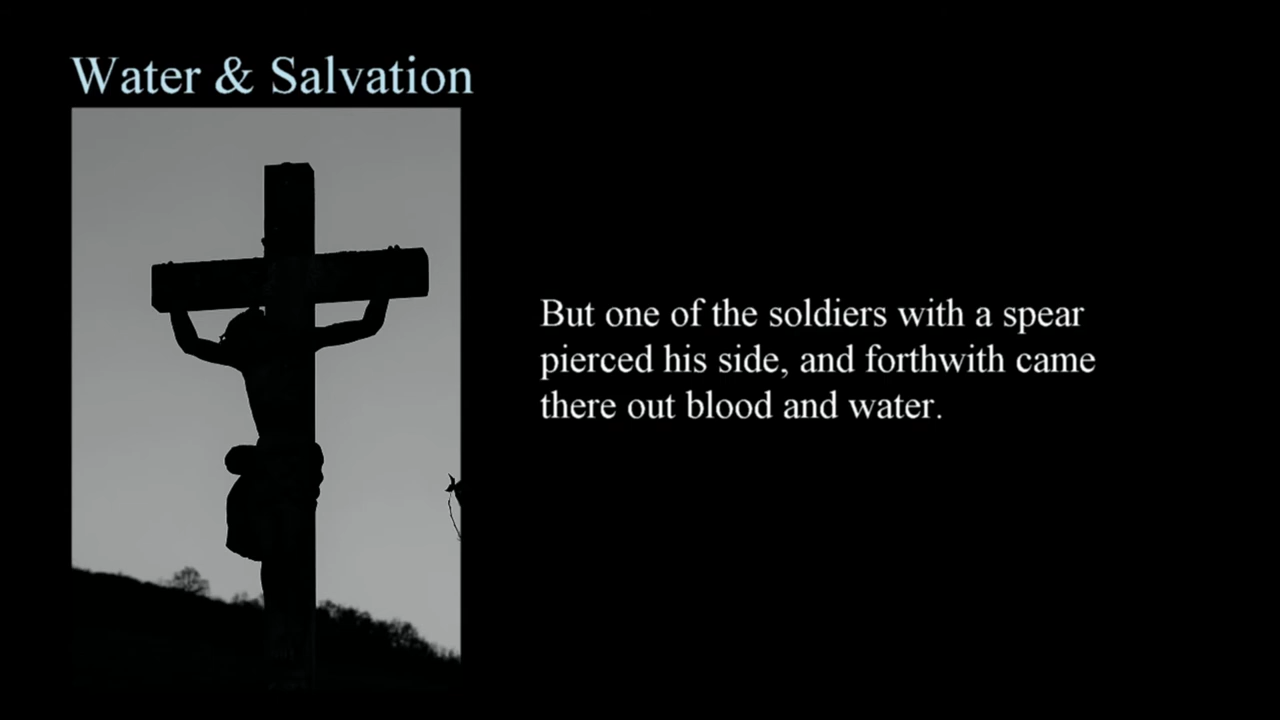 Water & Salvation
But one of the soldiers with a spear
pierced his side, and forthwith came
there out blood and water.